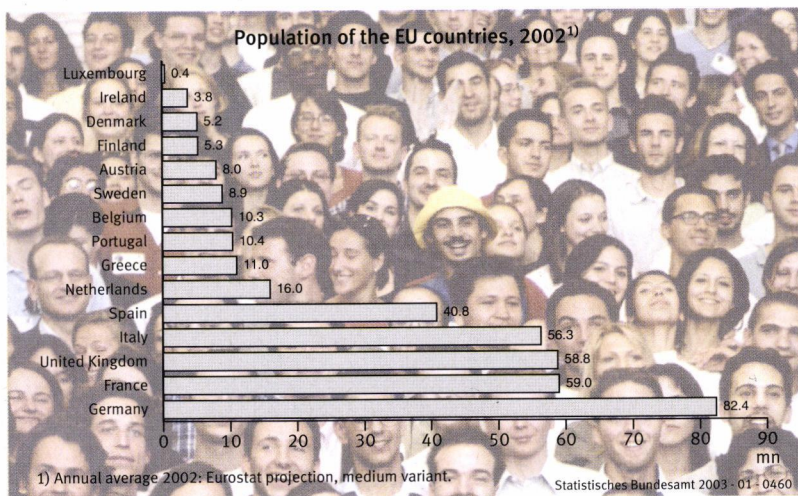 Population of the EU countries, 2002¹⁾
Luxembourg 0.4
Ireland 3.8
Denmark 5.2
Finland 5.3
Austria 8.0
Sweden 8.9
Belgium 10.3
Portugal 10.4
Greece 11.0
Netherlands 16.0
Spain 40.8
Italy 56.3
United Kingdom 58.8
France 59.0
Germany 82.4
0 10 20 30 40 50 60 70 80 90
mn
1) Annual average 2002: Eurostat projection, medium variant.
Statistisches Bundesamt 2003 - 01 - 0460